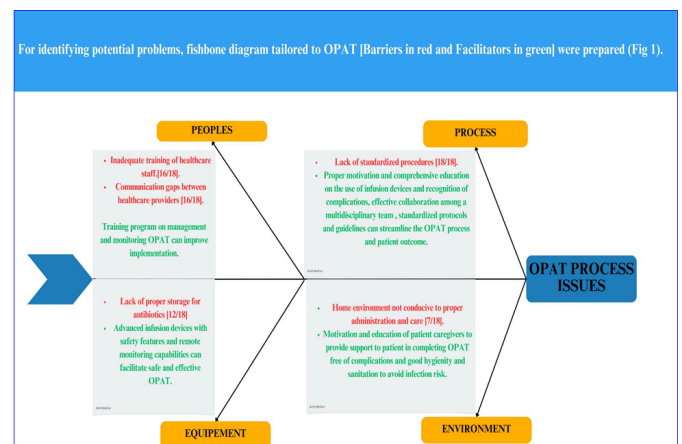 For identifying potential problems, fishbone diagram tailored to OPAT [Barriers in red and Facilitators in green] were prepared (Fig 1).
PEOPLES
PROCESS
• Inadequate training of healthcare
staff.[16/18].
• Communication gaps between
healthcare providers [16/18].
Training program on management
and monitoring OPAT can improve
implementation.
• Lack of standardized procedures [18/18].
• Proper motivation and comprehensive education
on the use of infusion devices and recognition of
complications, effective collaboration among a
multidisciplinary team , standardized protocols
and guidelines can streamline the OPAT process
and patient outcome.
OPAT PROCESS
ISSUES
• Lack of proper storage for
antibiotics [12/18]
• Advanced infusion devices with
safety features and remote
monitoring capabilities can
facilitate safe and effective
OPAT.
• Home environment not conducive to proper
administration and care [7/18].
• Motivation and education of patient caregivers to
provide support to patient in completing OPAT
free of complications and good hygienity and
sanitation to avoid infection risk.
EQUIPEMENT
ENVIRONMENT